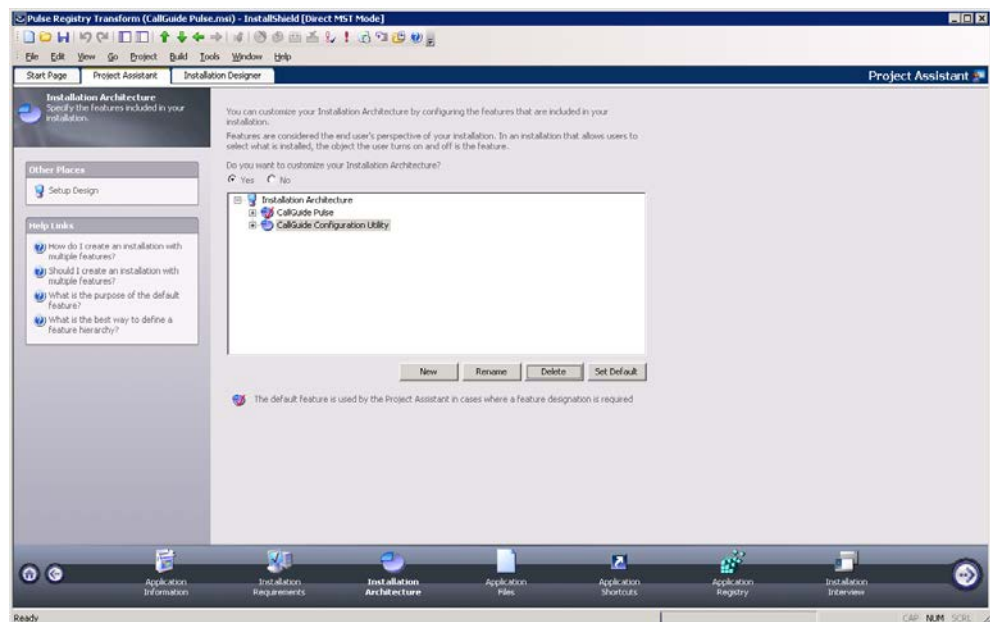 Pulse Registry Transform (CallGuide Pulse.msi) - InstallShield [Direct MST Mode]
File Edit View Go Project Build Tools Window Help
Start Page Project Assistant Installation Designer Project Assistant
Installation Architecture
Specify the features included in your
installation.
Other Places
Setup Design
Help Links
How do I create an installation with
multiple features?
Should I create an installation with
multiple features?
What is the purpose of the default
feature?
What is the best way to define a
feature hierarchy?
You can customize your Installation Architecture by configuring the features that are included in your
installation.
Features are considered the end user's perspective of your installation. In an installation that allows users to
select what is installed, the object the user turns on and off is the feature.
Do you want to customize your Installation Architecture?
Yes No
Installation Architecture
CallGuide Pulse
CallGuide Configuration Utility
New Rename Delete Set Default
The default feature is used by the Project Assistant in cases where a feature designation is required
Application
Information
Installation
Requirements
Installation
Architecture
Application
Files
Application
Shortcuts
Application
Registry
Installation
Interview
Ready CAP NUM SCRL